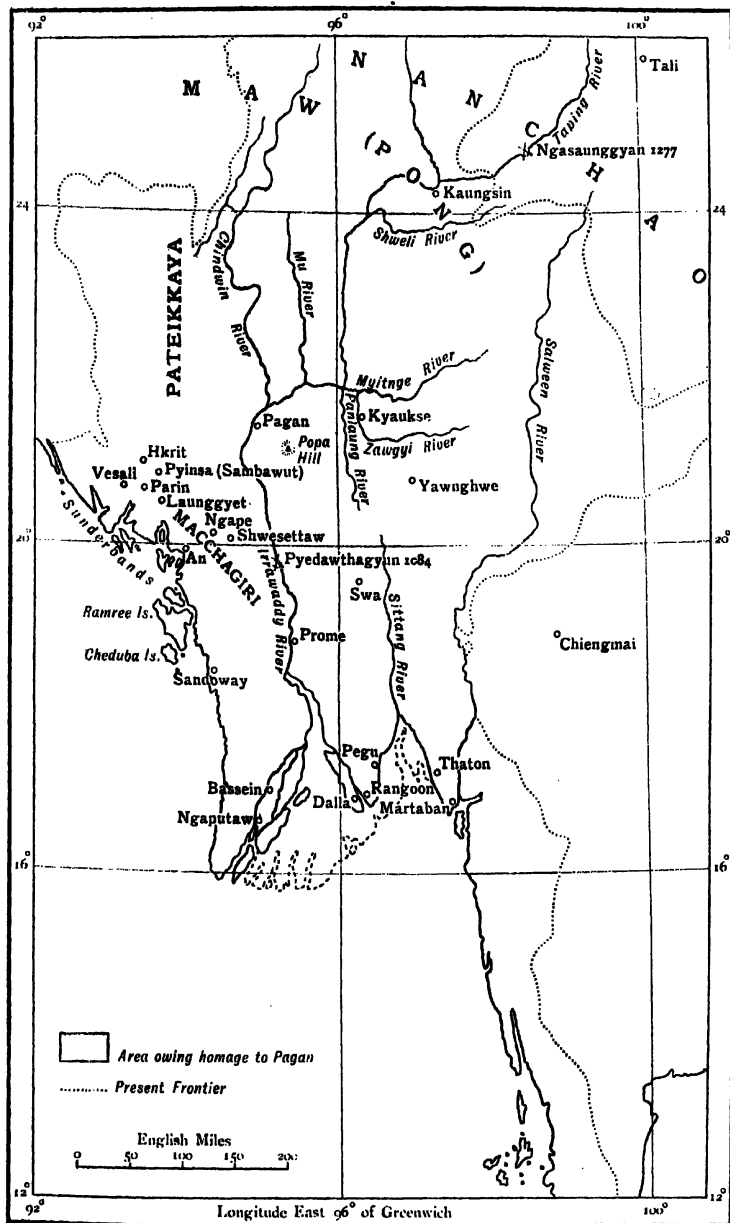 92°
96°
100°
Tali
MAW
NANCHAO
(PONG)
Taping River
Ngasaunggyan 1277
Kaungsin
24
24
Shweli River
Chindwin River
Mu River
PATEIKKAYA
Salween River
Myitnge River
Pagan
Panlaung River
Kyaukse
Popa Hill
Zawgyi River
Hkrit
Vesali
Pyinsa (Sambawut)
Parin
Launggyet
Yawnghwe
Sunderbands
MACCHAGIRI
Ngape
Shwesettaw
20°
20°
An
Irrawaddy River
Pyedawthagyun 1084
Swa
Sittang River
Ramree Is.
Prome
Chiengmai
Cheduba Is.
Sandoway
Pegu
Thaton
Bassein
Dalla
Rangoon
Martaban
Ngaputaw
16°
16°
Area owing homage to Pagan
Present Frontier
English Miles
0 50 100 150 200
12°
12°
92°
Longitude East 96° of Greenwich
100°